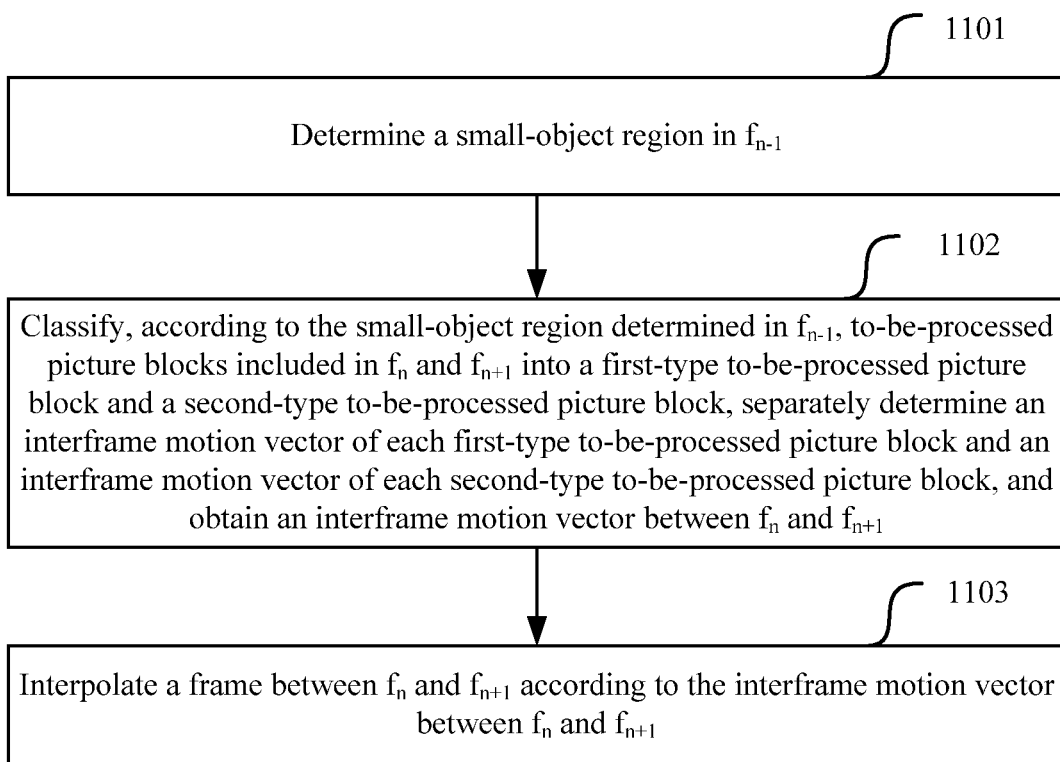 1101
Determine a small-object region in fn-1
1102
Classify, according to the small-object region determined in fn-1, to-be-processed
picture blocks included in fn and fn+1 into a first-type to-be-processed picture
block and a second-type to-be-processed picture block, separately determine an
interframe motion vector of each first-type to-be-processed picture block and an
interframe motion vector of each second-type to-be-processed picture block, and
obtain an interframe motion vector between fn and fn+1
1103
Interpolate a frame between fn and fn+1 according to the interframe motion vector
between fn and fn+1